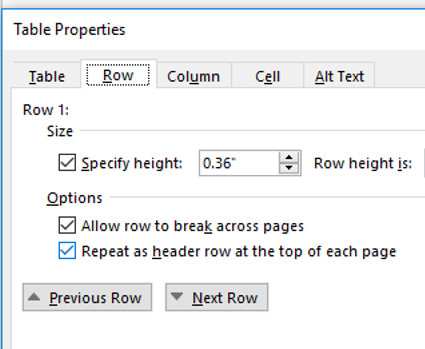 Table Properties
Table Row Column Cell Alt Text
Row 1:
Size
Specify height: 0.36" Row height is:
Options
Allow row to break across pages
Repeat as header row at the top of each page
Previous Row Next Row